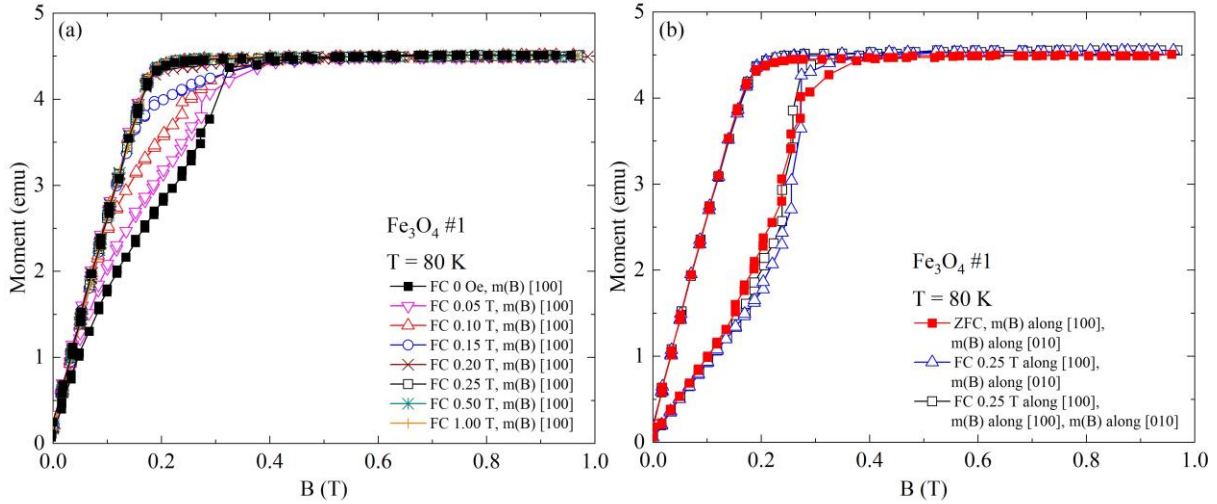 (a)
5
4
3
2
1
0
Moment (emu)
0.0 0.2 0.4 0.6 0.8 1.0
B (T)
Fe₃O₄ #1
T = 80 K
FC 0 Oe, m(B) [100]
FC 0.05 T, m(B) [100]
FC 0.10 T, m(B) [100]
FC 0.15 T, m(B) [100]
FC 0.20 T, m(B) [100]
FC 0.25 T, m(B) [100]
FC 0.50 T, m(B) [100]
FC 1.00 T, m(B) [100]
(b)
5
4
3
2
1
0
Moment (emu)
0.0 0.2 0.4 0.6 0.8 1.0
B (T)
Fe₃O₄ #1
T = 80 K
ZFC, m(B) along [100],
m(B) along [010]
FC 0.25 T along [100],
m(B) along [010]
FC 0.25 T along [100],
m(B) along [100], m(B) along [010]